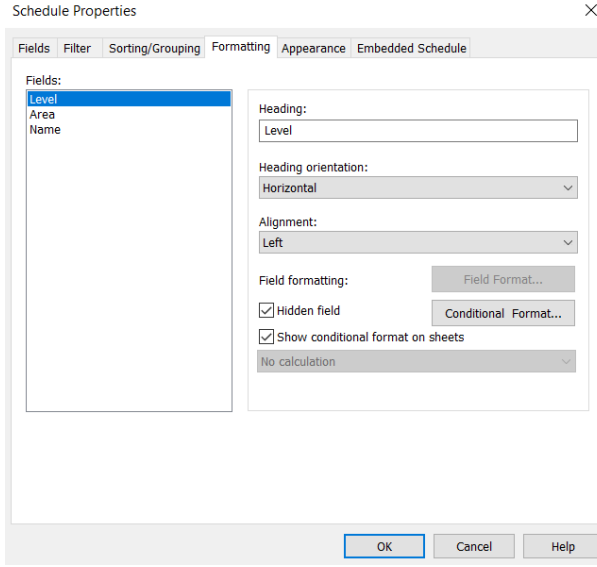 Schedule Properties
Fields Filter Sorting/Grouping Formatting Appearance Embedded Schedule
Fields:
Level
Area
Name
Heading:
Level
Heading orientation:
Horizontal
Alignment:
Left
Field formatting: Field Format...
Hidden field Conditional Format...
Show conditional format on sheets
No calculation
OK Cancel Help